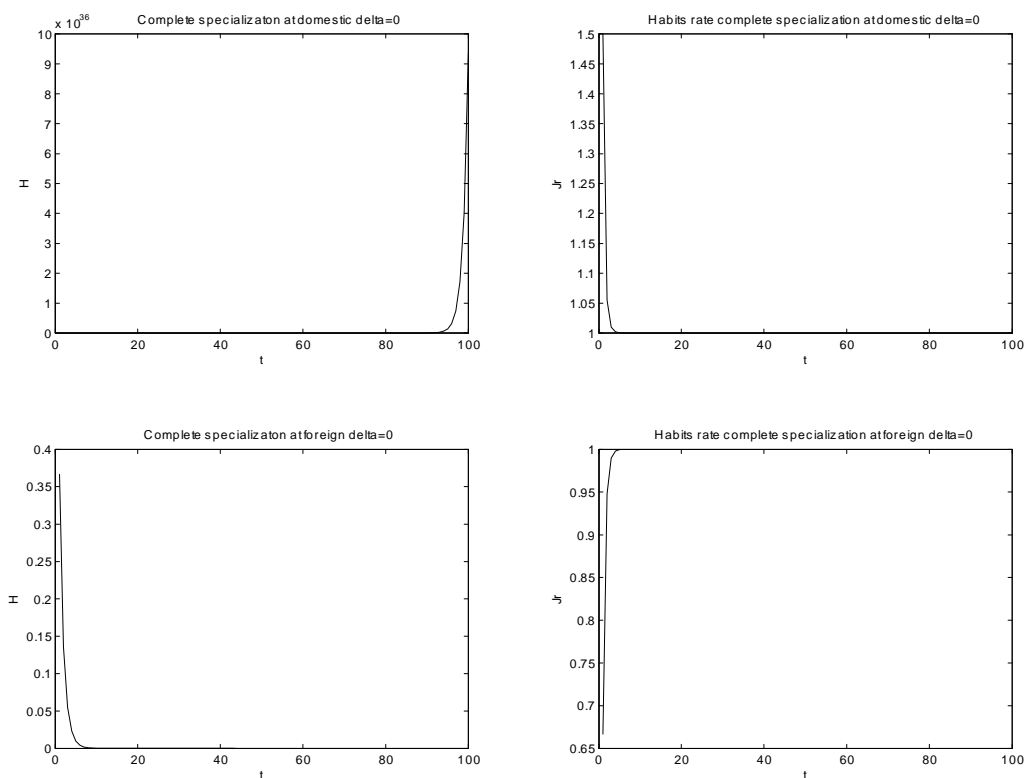 Complete specializaton at domestic delta=0
x 10^36
10
9
8
7
6
5
4
3
2
1
0
H
0 20 40 60 80 100
t
Habits rate complete specialization at domestic delta=0
1.5
1.45
1.4
1.35
1.3
1.25
1.2
1.15
1.1
1.05
1
Jr
0 20 40 60 80 100
t
Complete specializaton at foreign delta=0
0.4
0.35
0.3
0.25
0.2
0.15
0.1
0.05
0
H
0 20 40 60 80 100
t
Habits rate complete specialization at foreign delta=0
1
0.95
0.9
0.85
0.8
0.75
0.7
0.65
Jr
0 20 40 60 80 100
t